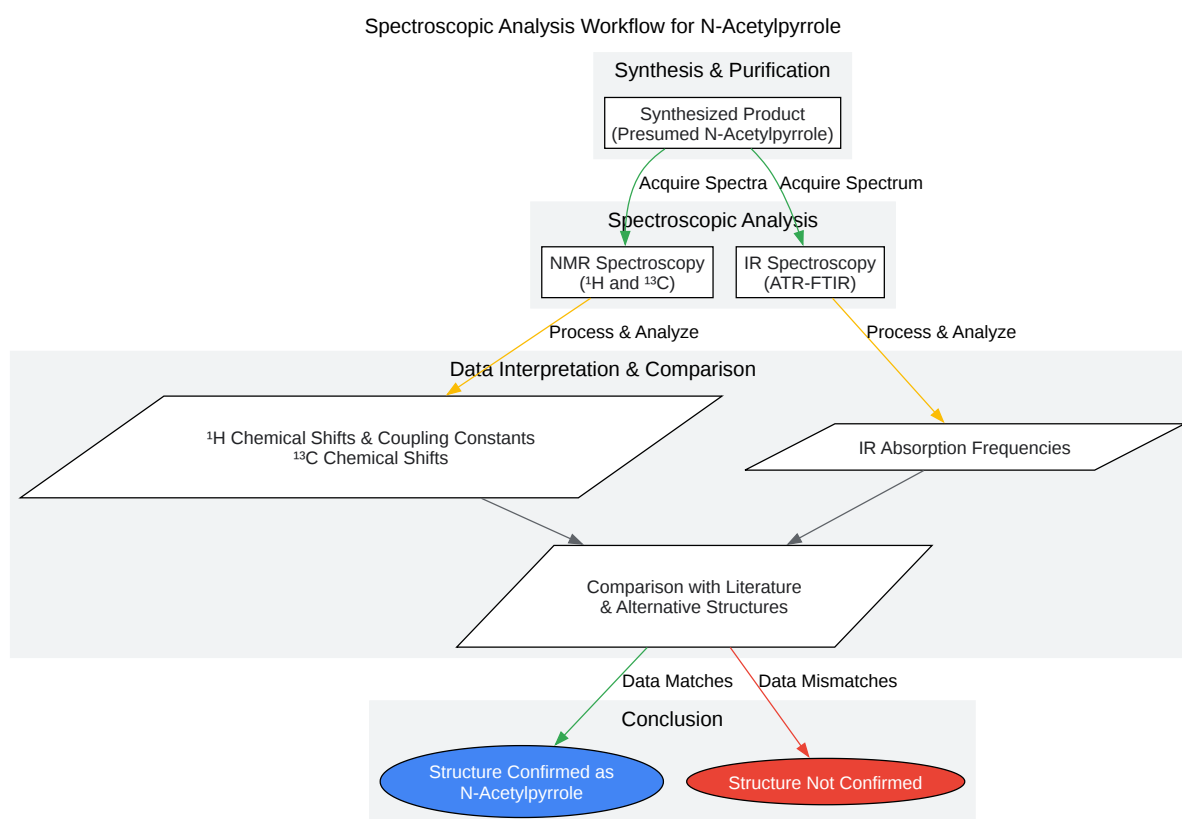 Spectroscopic Analysis Workflow for N-Acetylpyrrole
Synthesis & Purification
Synthesized Product
(Presumed N-Acetylpyrrole)
Acquire Spectra
Acquire Spectrum
Spectroscopic Analysis
NMR Spectroscopy
(¹H and ¹³C)
IR Spectroscopy
(ATR-FTIR)
Process & Analyze
Process & Analyze
Data Interpretation & Comparison
¹H Chemical Shifts & Coupling Constants
¹³C Chemical Shifts
IR Absorption Frequencies
Comparison with Literature
& Alternative Structures
Data Matches
Data Mismatches
Conclusion
Structure Confirmed as
N-Acetylpyrrole
Structure Not Confirmed